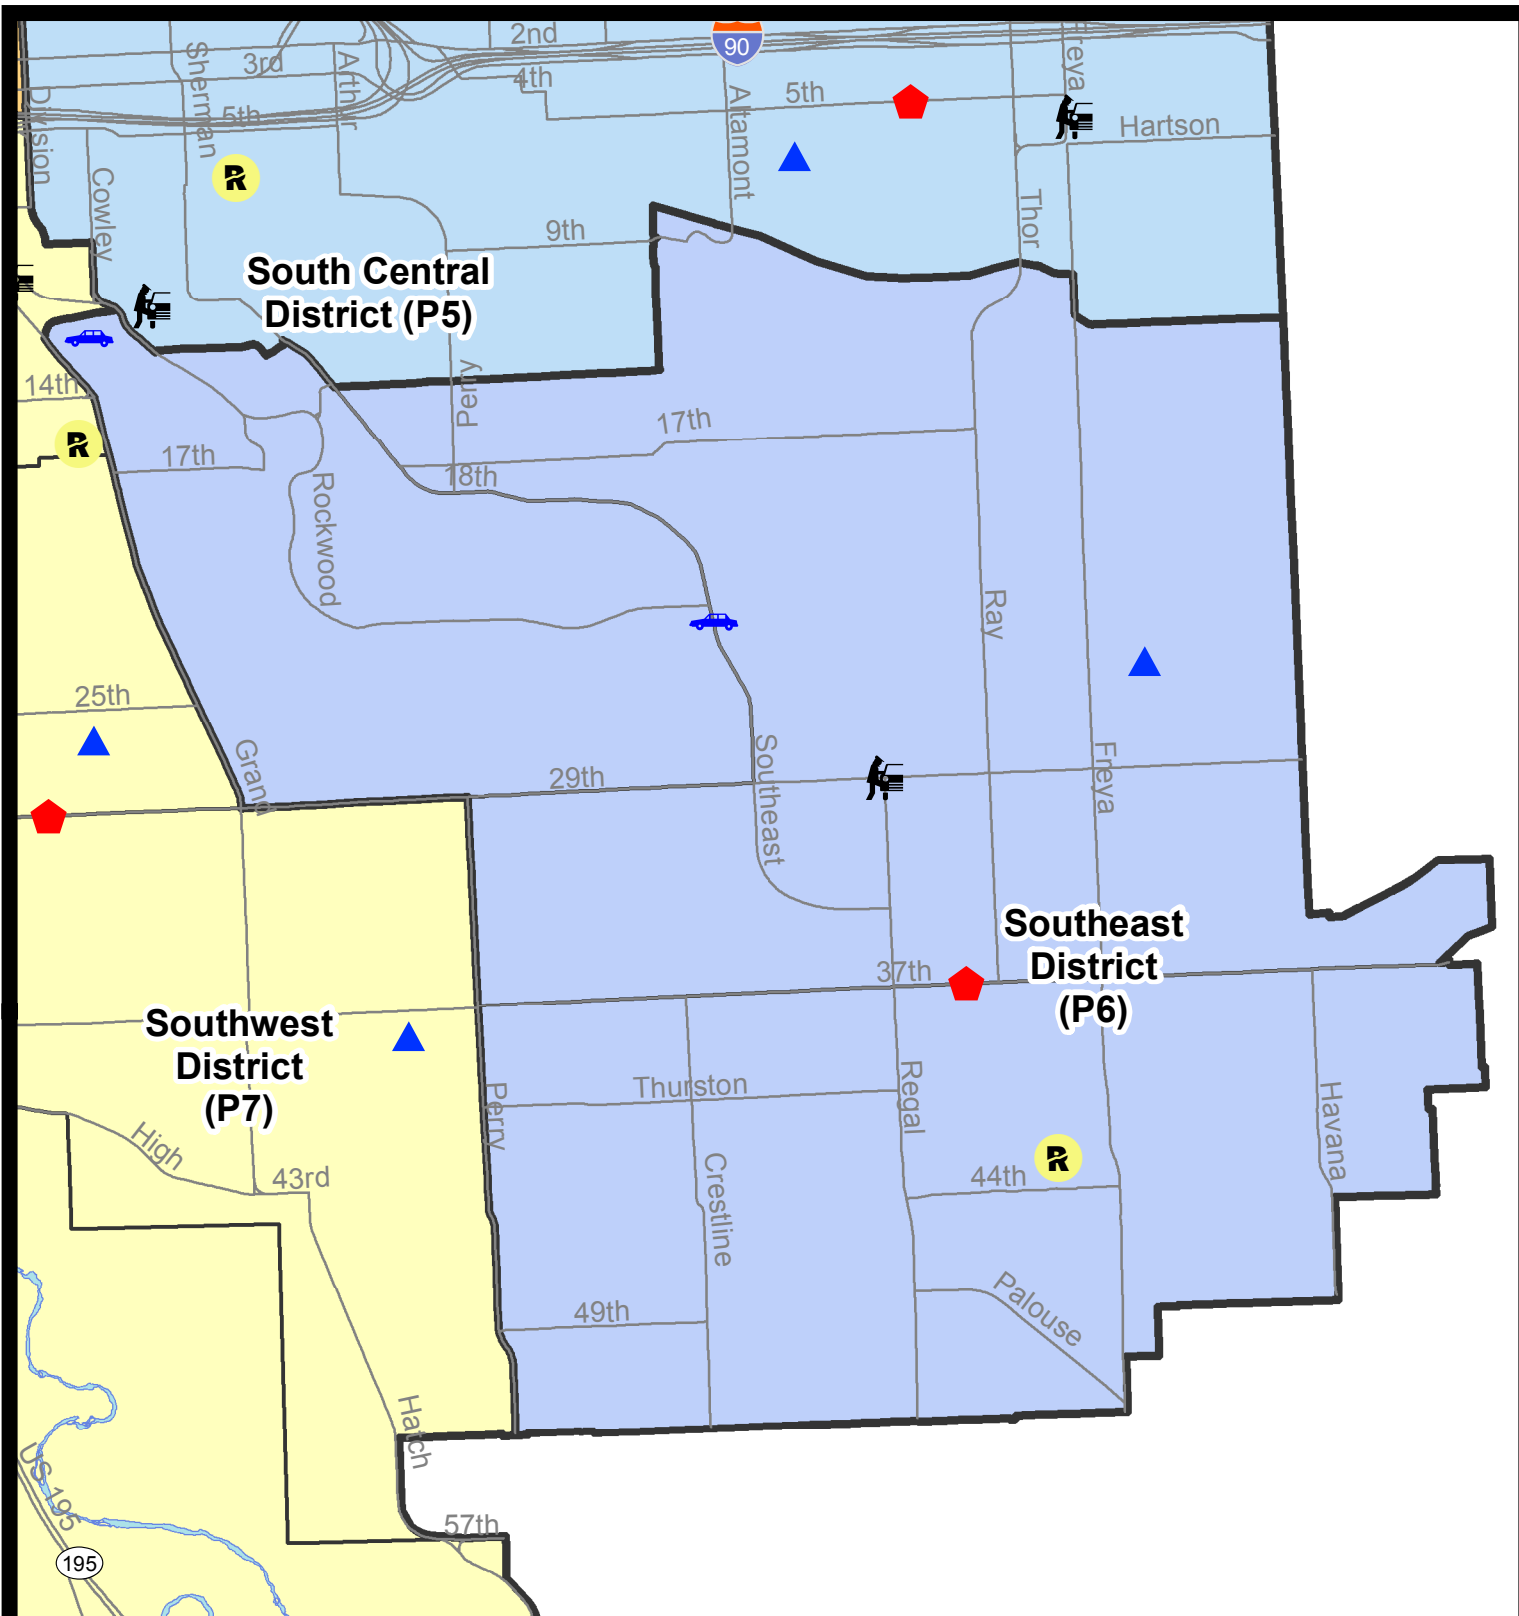 2nd
90
3rd
4th
5th
5th
Freya
Sherman
Arthur
Altamont
Division
Hartson
R
Cowley
Thor
9th
South Central
District (P5)
Perry
14th
17th
R
17th
18th
Rockwood
Ray
25th
Grand
29th
Southeast
Freya
Southeast
District
(P6)
37th
Southwest
District
(P7)
Perry
Thurston
Regal
Havana
High
43rd
Crestline
R
44th
49th
Palouse
Hatch
US 195
57th
195